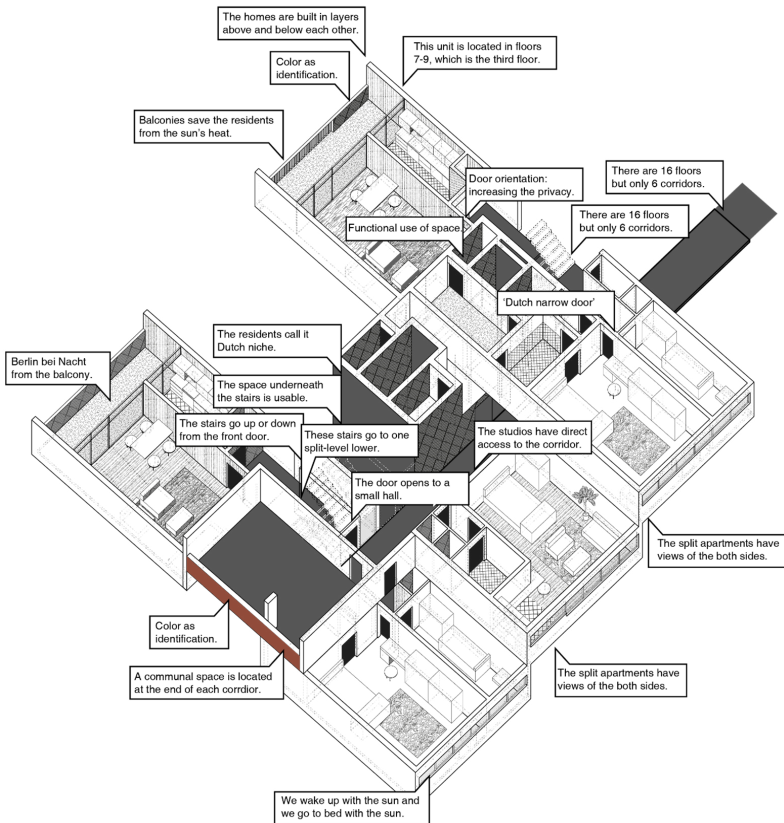 The homes are built in layers
above and below each other.
This unit is located in floors
7-9, which is the third floor.
Color as
identification.
Balconies save the residents
from the sun's heat.
Door orientation:
increasing the privacy.
There are 16 floors
but only 6 corridors.
There are 16 floors
but only 6 corridors.
Functional use of space.
'Dutch narrow door'
The residents call it
Dutch niche.
Berlin bei Nacht
from the balcony.
The space underneath
the stairs is usable.
The stairs go up or down
from the front door.
These stairs go to one
split-level lower.
The studios have direct
access to the corridor.
The door opens to a
small hall.
The split apartments have
views of the both sides.
Color as
identification.
A communal space is located
at the end of each corrdior.
The split apartments have
views of the both sides.
We wake up with the sun and
we go to bed with the sun.